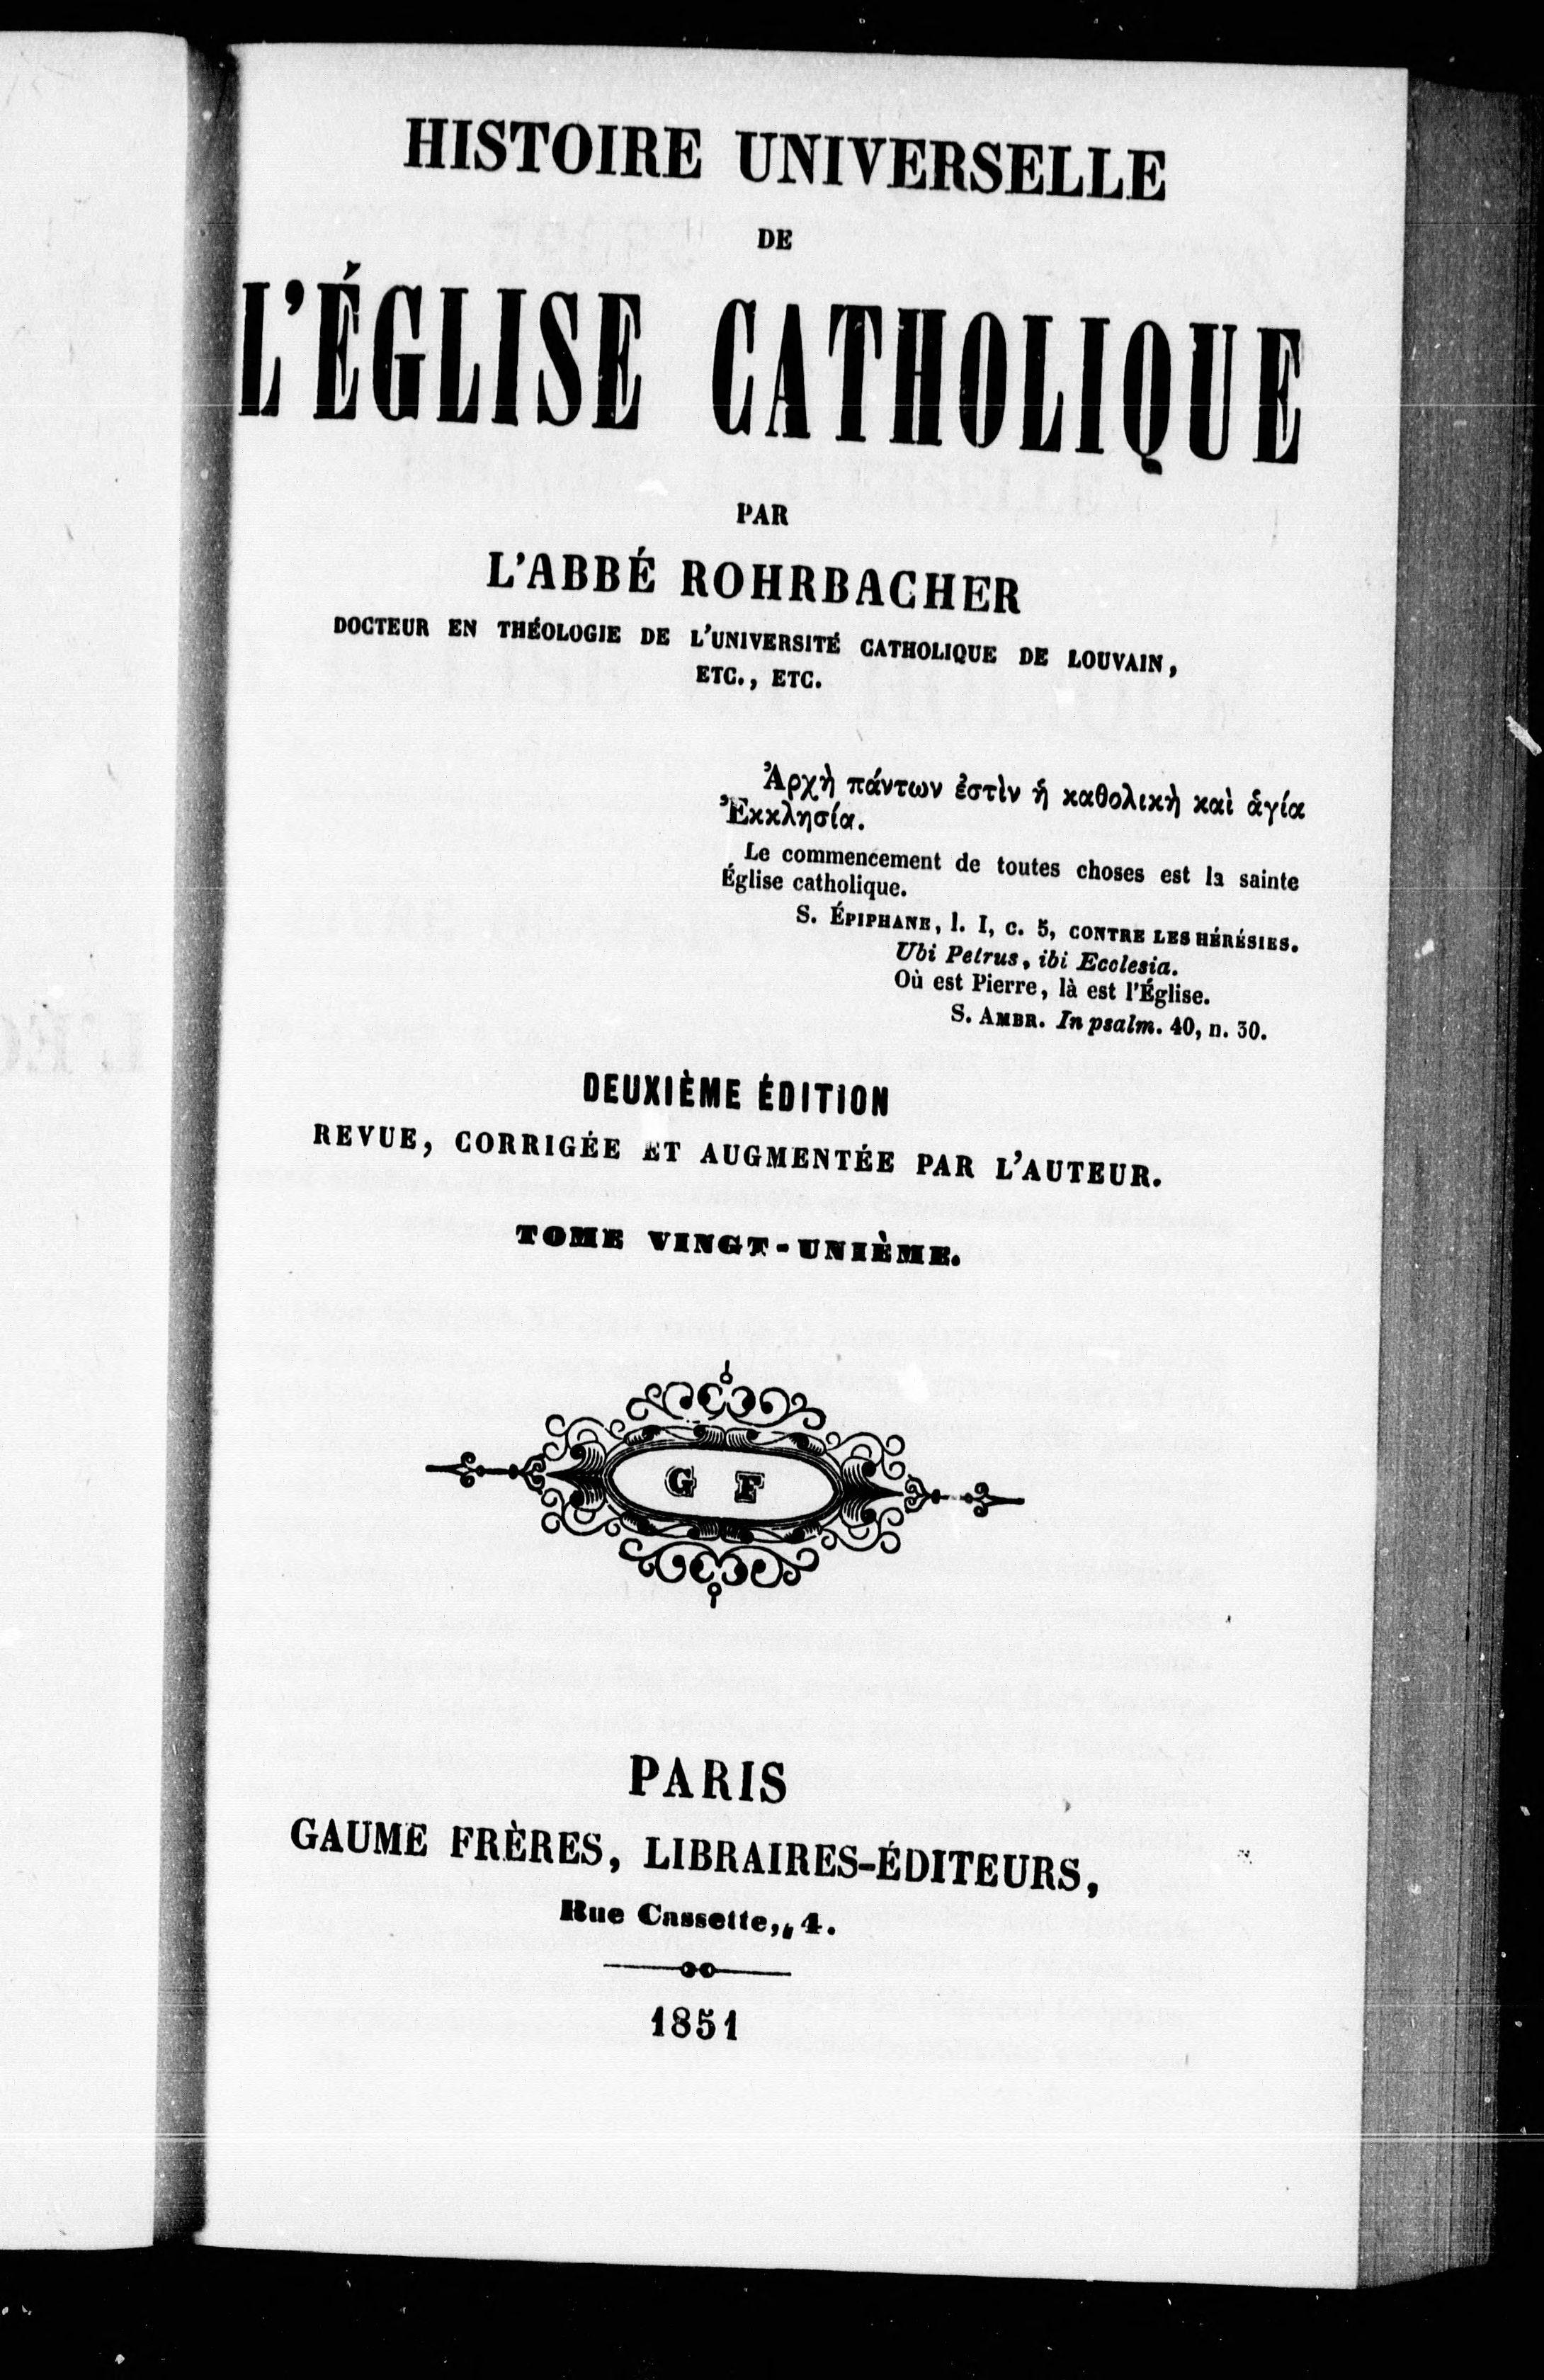 HISTOIRE UNIVERSELLE
DE
L'ÉGLISE CATHOLIQUE
PAR
L'ABBÉ ROHRBACHER
DOCTEUR EN THÉOLOGIE DE L'UNIVERSITÉ CATHOLIQUE DE LOUVAIN,
ETC., ETC.
Ἀρχὴ πάντων ἐστὶν ἡ καθολικὴ καὶ ἁγία
Ἐκκλησία.
Le commencement de toutes choses est la sainte
Église catholique.
S. ÉPIPHANE, l. I, c. 5, CONTRE LES HÉRÉSIES.
Ubi Petrus, ibi Ecclesia.
Où est Pierre, là est l'Église.
S. AMBR. In psalm. 40, n. 30.
DEUXIÈME ÉDITION
REVUE, CORRIGÉE ET AUGMENTÉE PAR L'AUTEUR.
TOME VINGT-UNIÈME.
G F
PARIS
GAUME FRÈRES, LIBRAIRES-ÉDITEURS,
Rue Cassette, 4.
1851